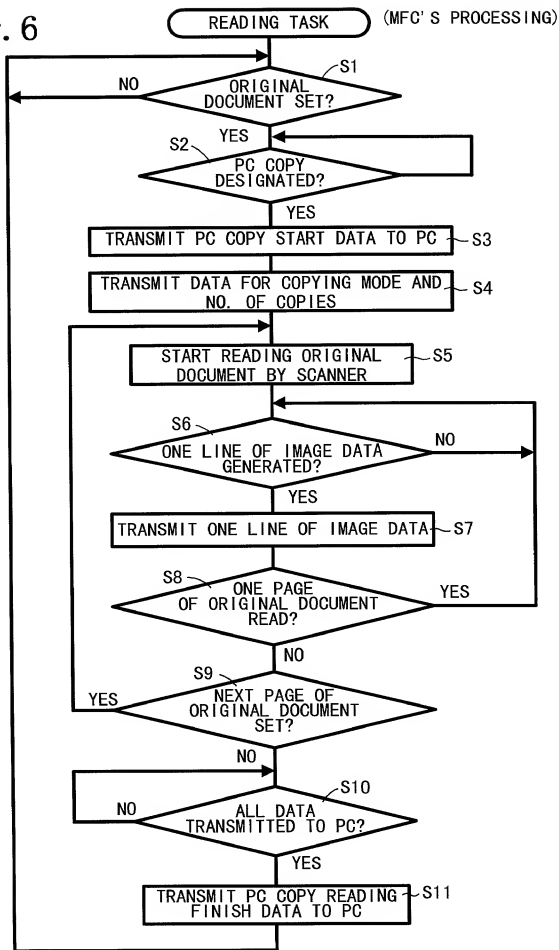 . 6
READING TASK
(MFC'S PROCESSING)
S1
NO
ORIGINAL
DOCUMENT SET?
YES
S2
PC COPY
DESIGNATED?
YES
TRANSMIT PC COPY START DATA TO PC
S3
TRANSMIT DATA FOR COPYING MODE AND
NO. OF COPIES
S4
START READING ORIGINAL
DOCUMENT BY SCANNER
S5
S6
ONE LINE OF IMAGE DATA
GENERATED?
NO
YES
TRANSMIT ONE LINE OF IMAGE DATA
S7
S8
ONE PAGE
OF ORIGINAL DOCUMENT
READ?
YES
NO
S9
YES
NEXT PAGE OF
ORIGINAL DOCUMENT
SET?
NO
S10
NO
ALL DATA
TRANSMITTED TO PC?
YES
TRANSMIT PC COPY READING
FINISH DATA TO PC
S11